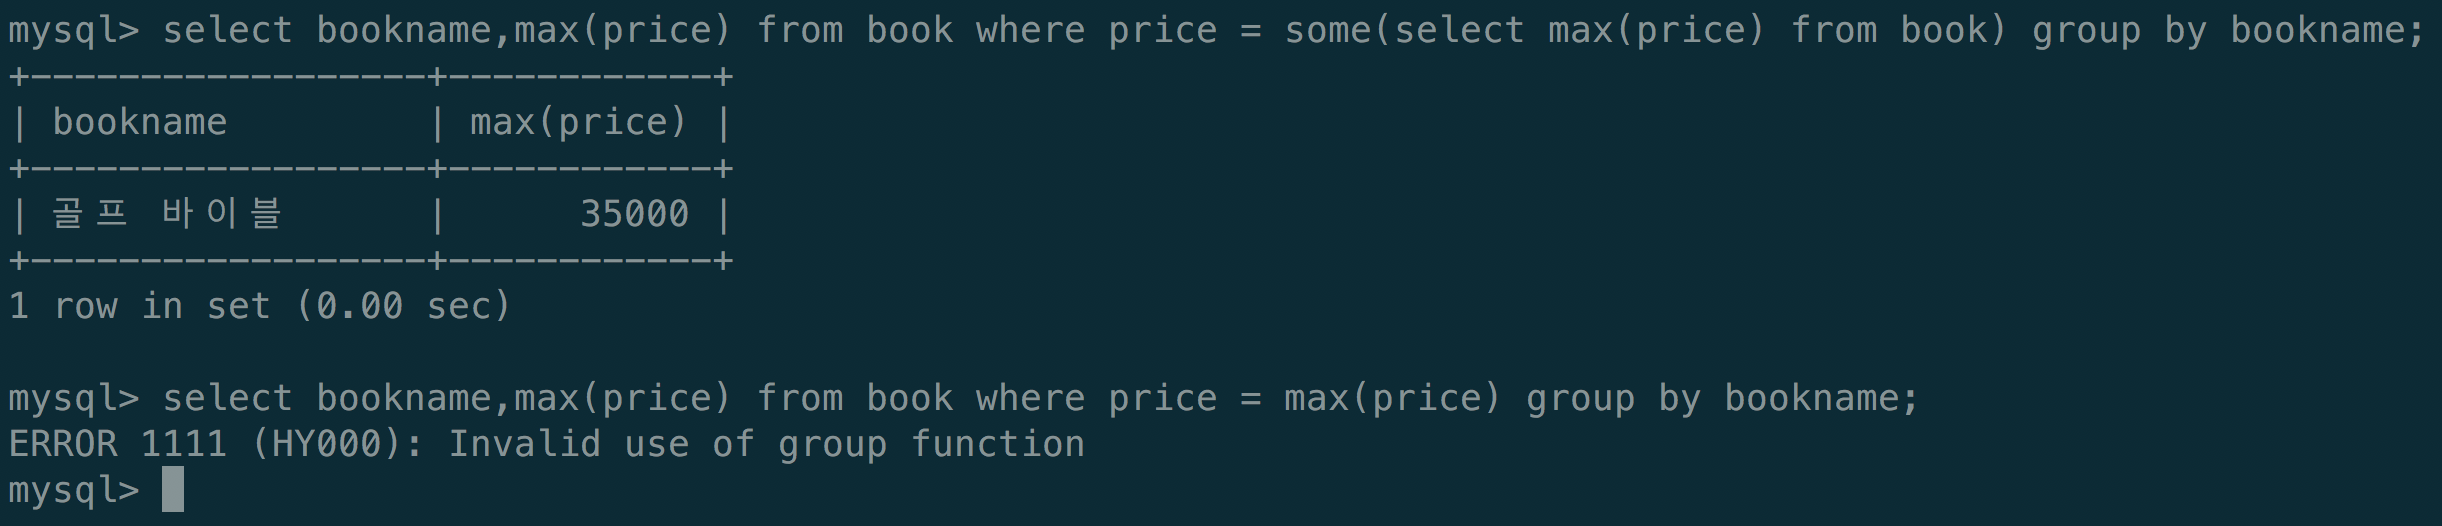 mysql> select bookname,max(price) from book where price = some(select max(price) from book) group by bookname;
+------------------+------------+
| bookname         | max(price) |
+------------------+------------+
| 골프 바이블      |      35000 |
+------------------+------------+
1 row in set (0.00 sec)
mysql> select bookname,max(price) from book where price = max(price) group by bookname;
ERROR 1111 (HY000): Invalid use of group function
mysql>